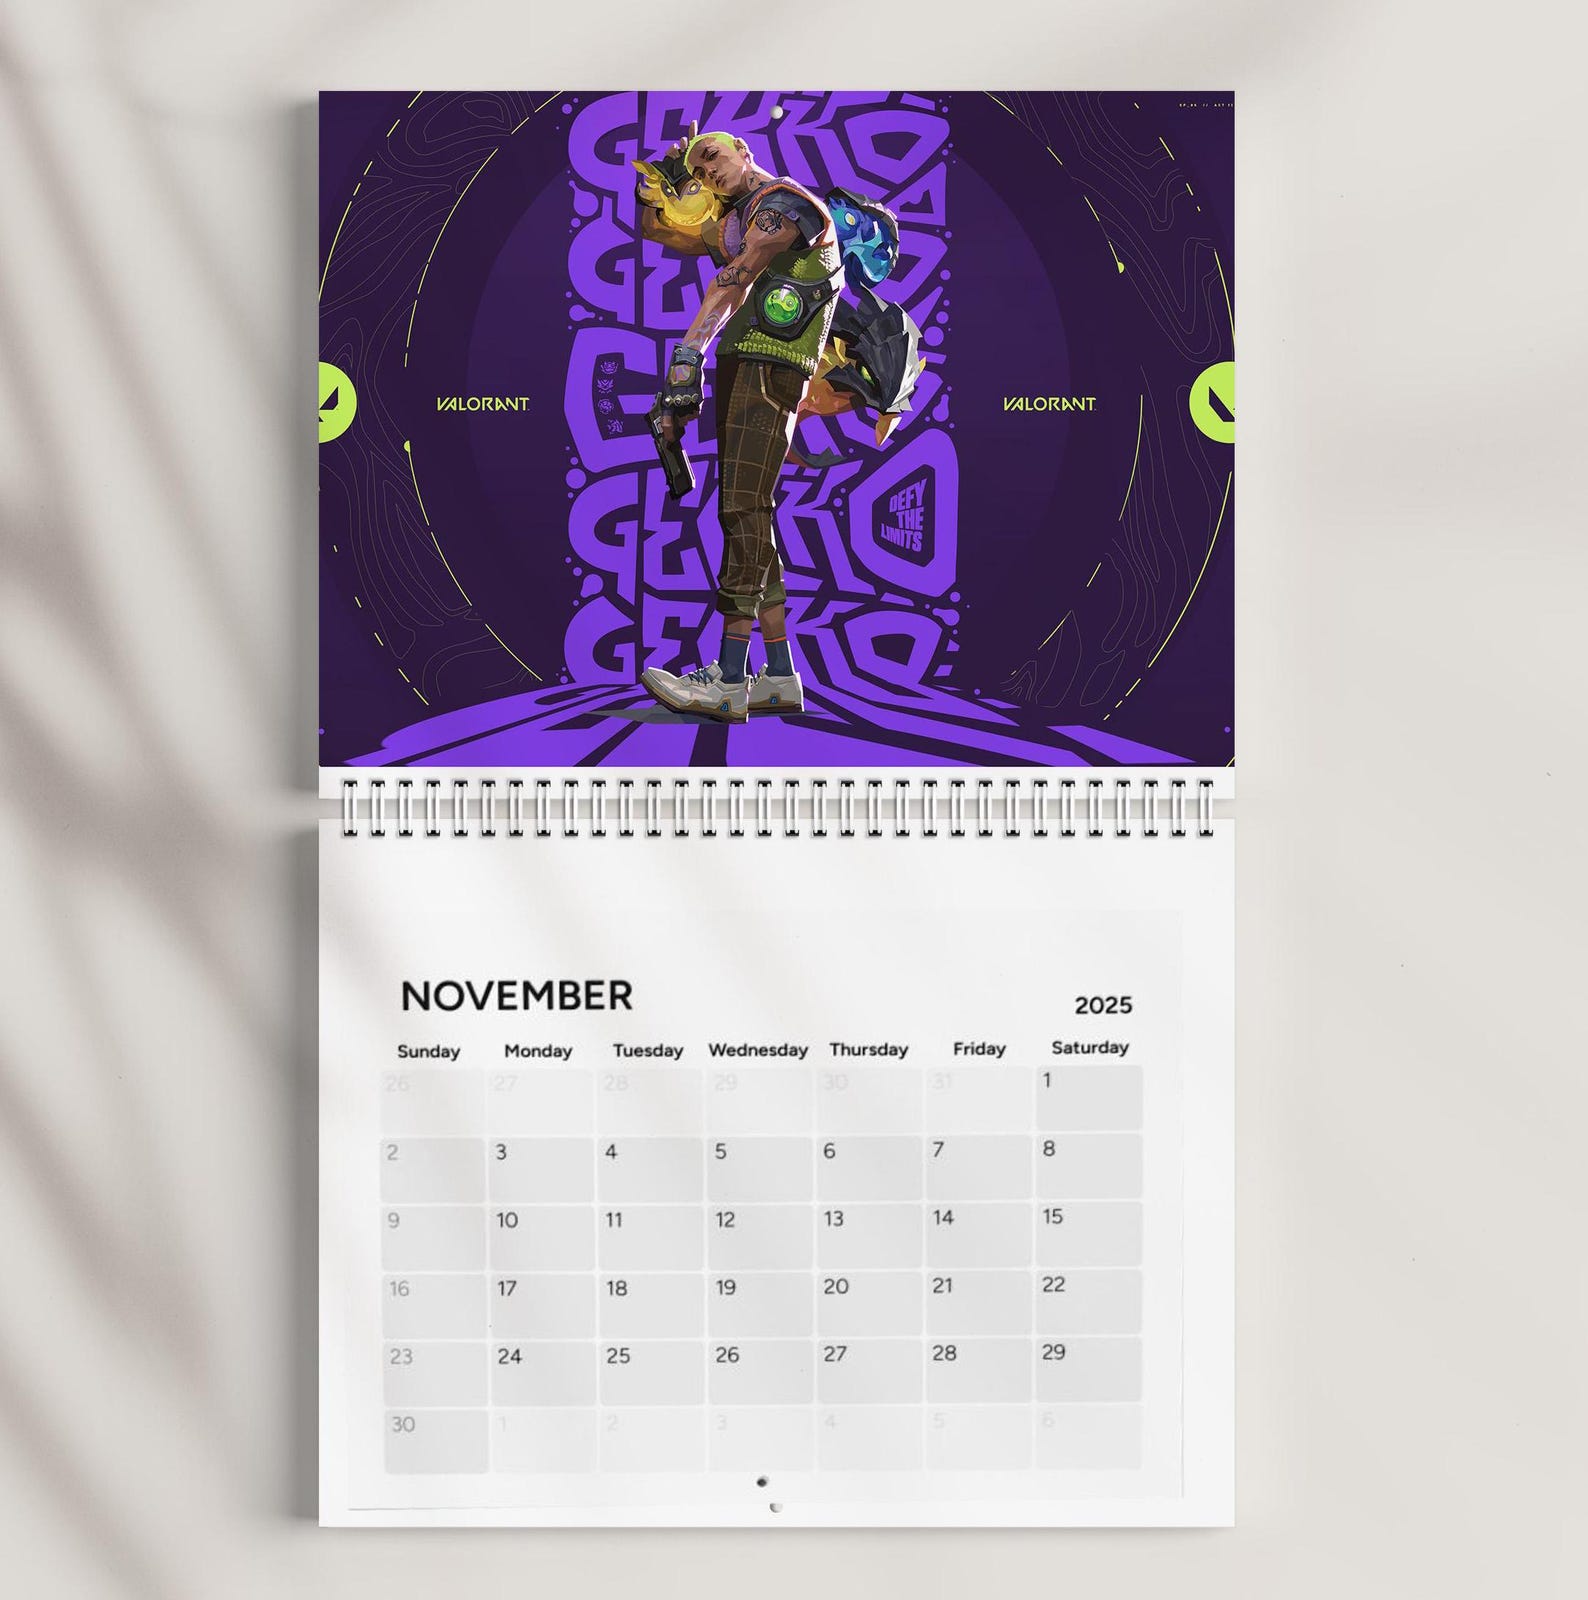 EP_06 // ACT II
GEKKO
GEKKO
GEKKO
VALORANT
VALORANT
GEKKO
DEFY
THE
LIMITS
GEKKO
NOVEMBER
2025
Sunday Monday Tuesday Wednesday Thursday Friday Saturday
26 27 28 29 30 31 1
2 3 4 5 6 7 8
9 10 11 12 13 14 15
16 17 18 19 20 21 22
23 24 25 26 27 28 29
30 1 2 3 4 5 6